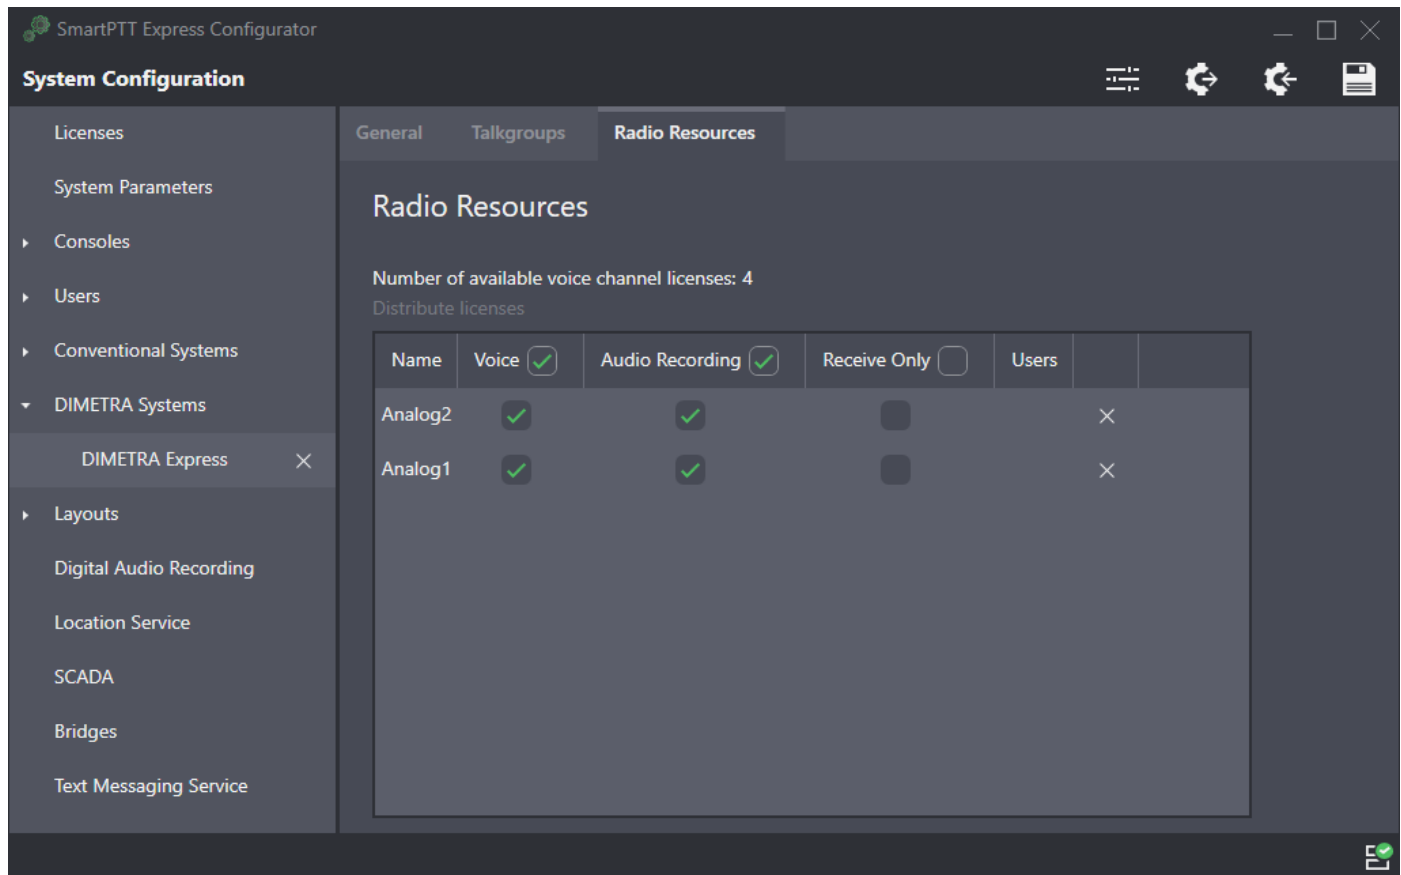 SmartPTT Express Configurator
System Configuration
Licenses
System Parameters
Consoles
Users
Conventional Systems
DIMETRA Systems
DIMETRA Express
Layouts
Digital Audio Recording
Location Service
SCADA
Bridges
Text Messaging Service
General Talkgroups Radio Resources
Radio Resources
Number of available voice channel licenses: 4
Distribute licenses
Name Voice Audio Recording Receive Only Users
Analog2
Analog1